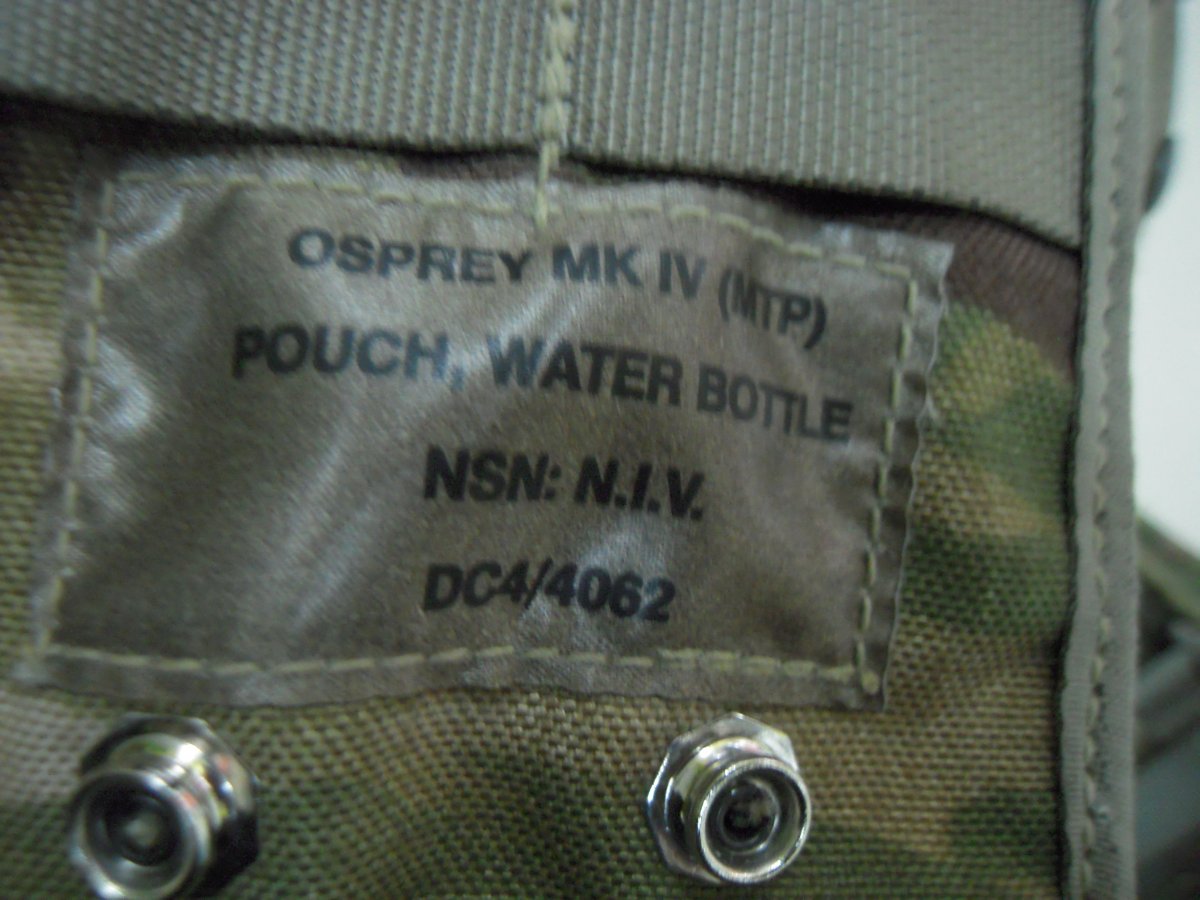 OSPREY MK IV (MTP)
POUCH, WATER BOTTLE
NSN: N.I.V.
DC4/4062